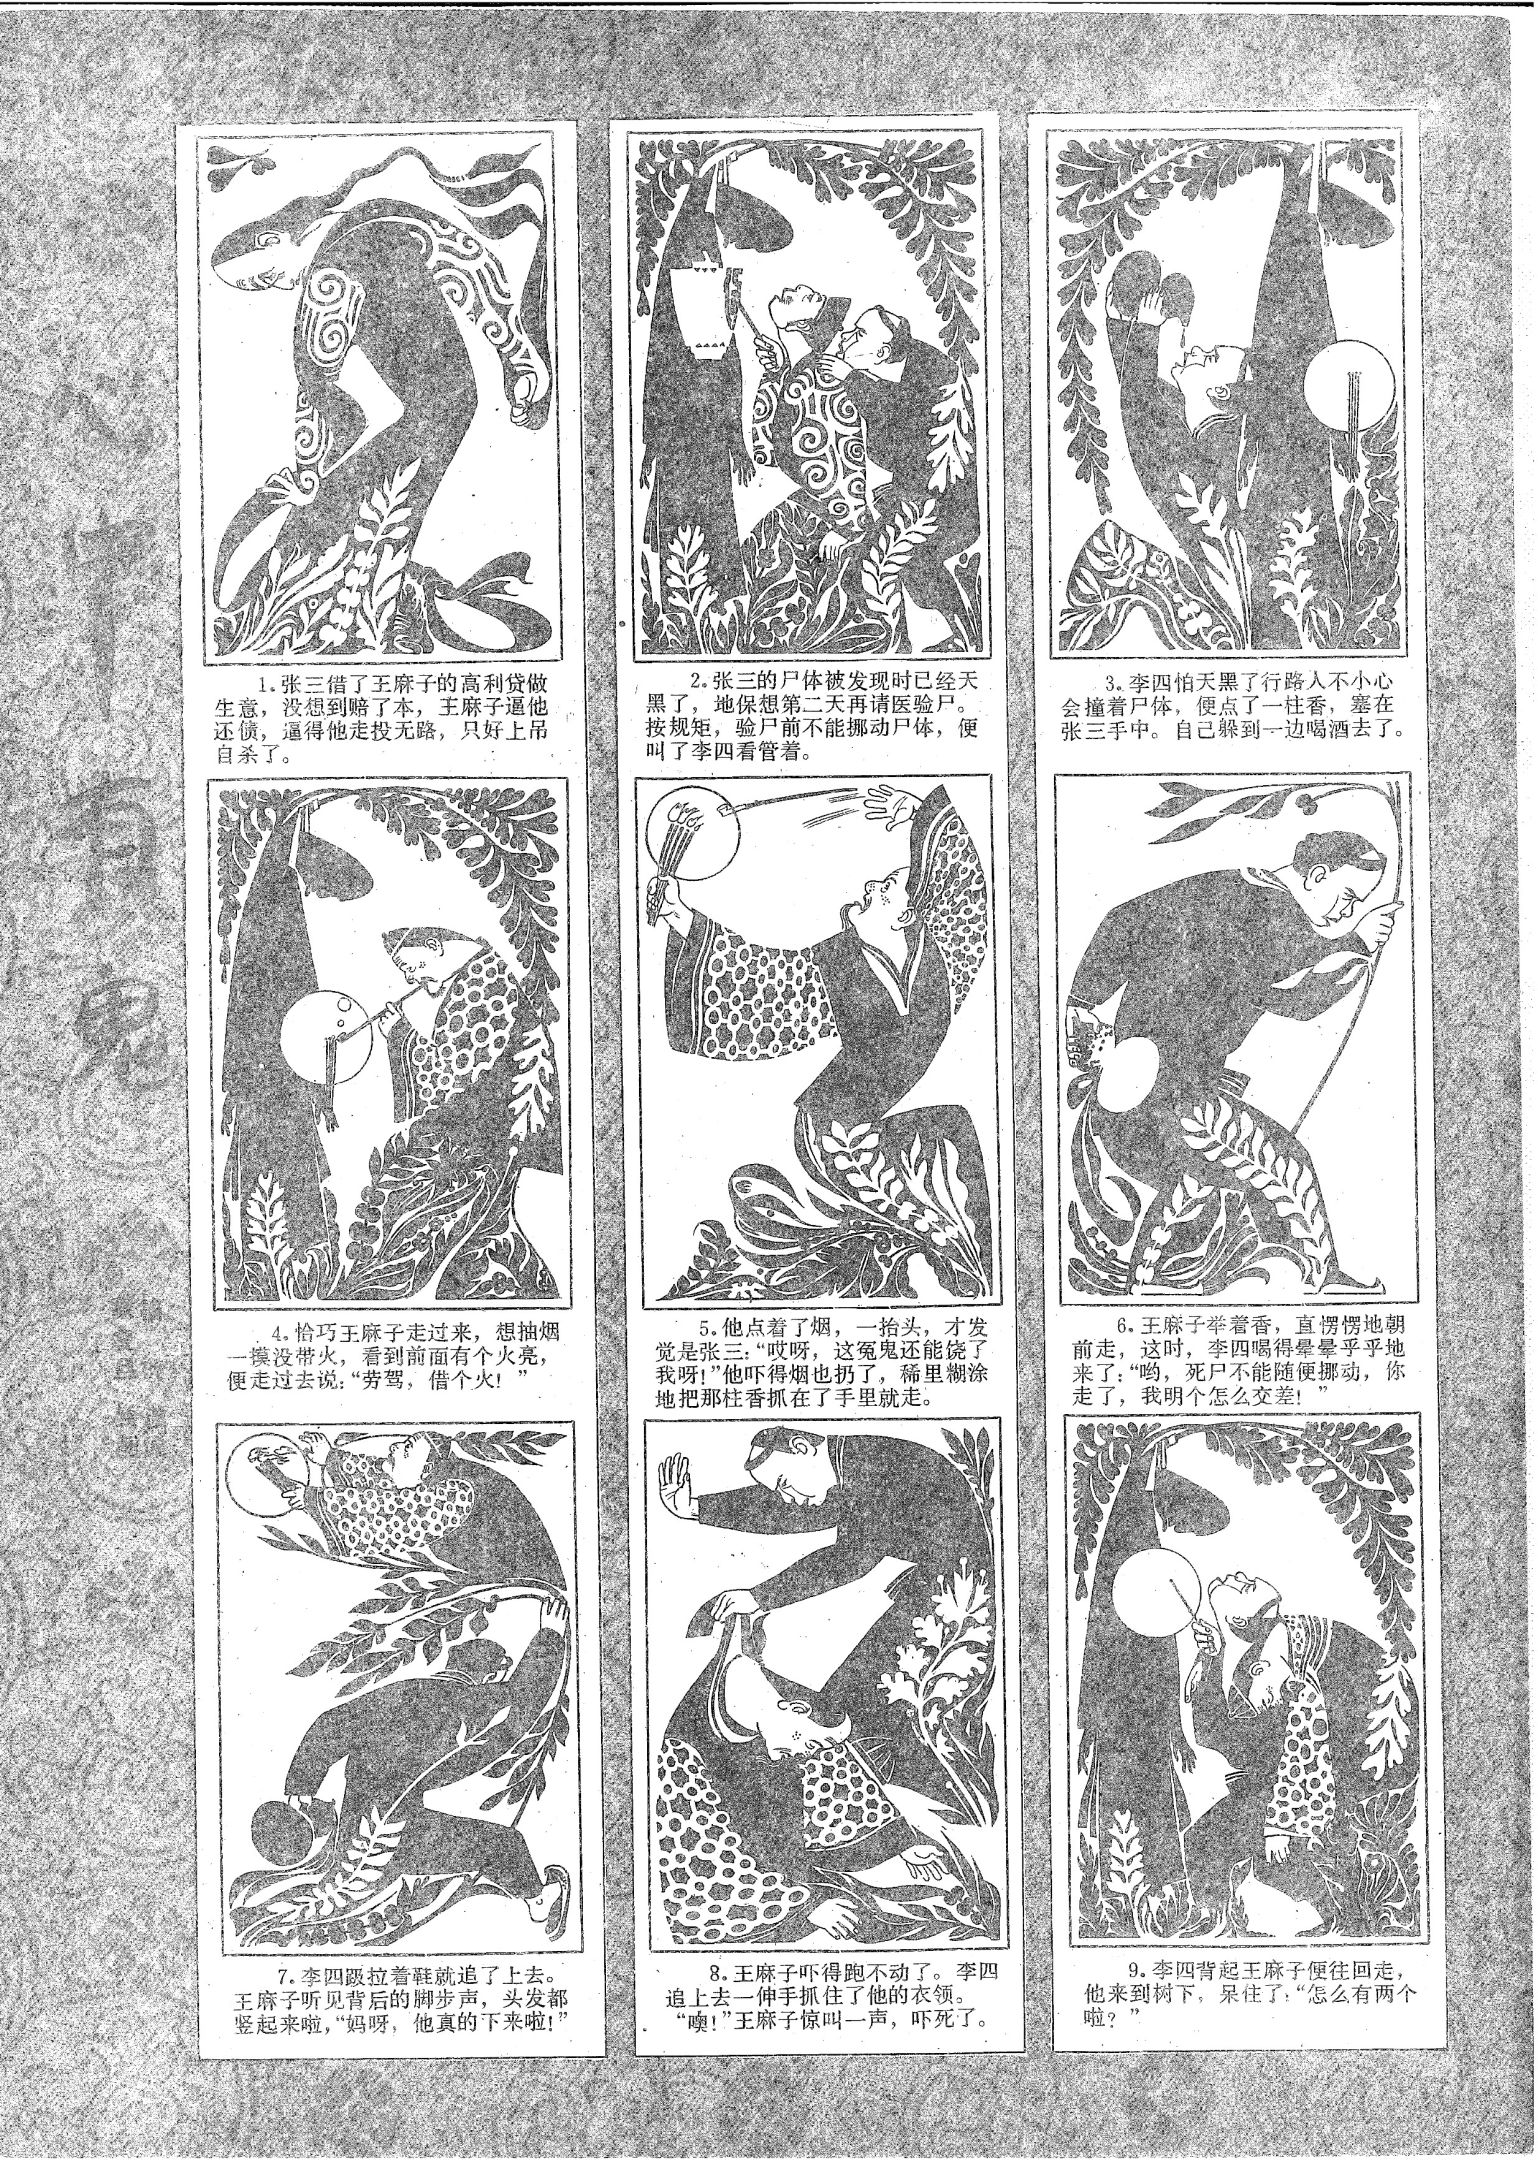 心中有鬼
1.张三借了王麻子的高利贷做
生意，没想到赔了本，王麻子逼他
还债，逼得他走投无路，只好上吊
自杀了。
2.张三的尸体被发现时已经天
黑了，地保想第二天再请医验尸。
按规矩，验尸前不能挪动尸体，便
叫了李四看管着。
3.李四怕天黑了行路人不小心
会撞着尸体，便点了一柱香，塞在
张三手中。自己躲到一边喝酒去了。
4.恰巧王麻子走过来，想抽烟
一摸没带火，看到前面有个火亮，
便走过去说：“劳驾，借个火！”
5.他点着了烟，一抬头，才发
觉是张三：“哎呀，这冤鬼还能饶了
我呀！”他吓得烟也扔了，稀里糊涂
地把那柱香抓在了手里就走。
6.王麻子举着香，直愣愣地朝
前走，这时，李四喝得晕晕乎乎地
来了：“哟，死尸不能随便挪动，你
走了，我明个怎么交差！”
7.李四趿拉着鞋就追了上去。
王麻子听见背后的脚步声，头发都
竖起来啦，“妈呀，他真的下来啦！”
8.王麻子吓得跑不动了。李四
追上去一伸手抓住了他的衣领。
“噢！”王麻子惊叫一声，吓死了。
9.李四背起王麻子便往回走，
他来到树下，呆住了：“怎么有两个
啦？”